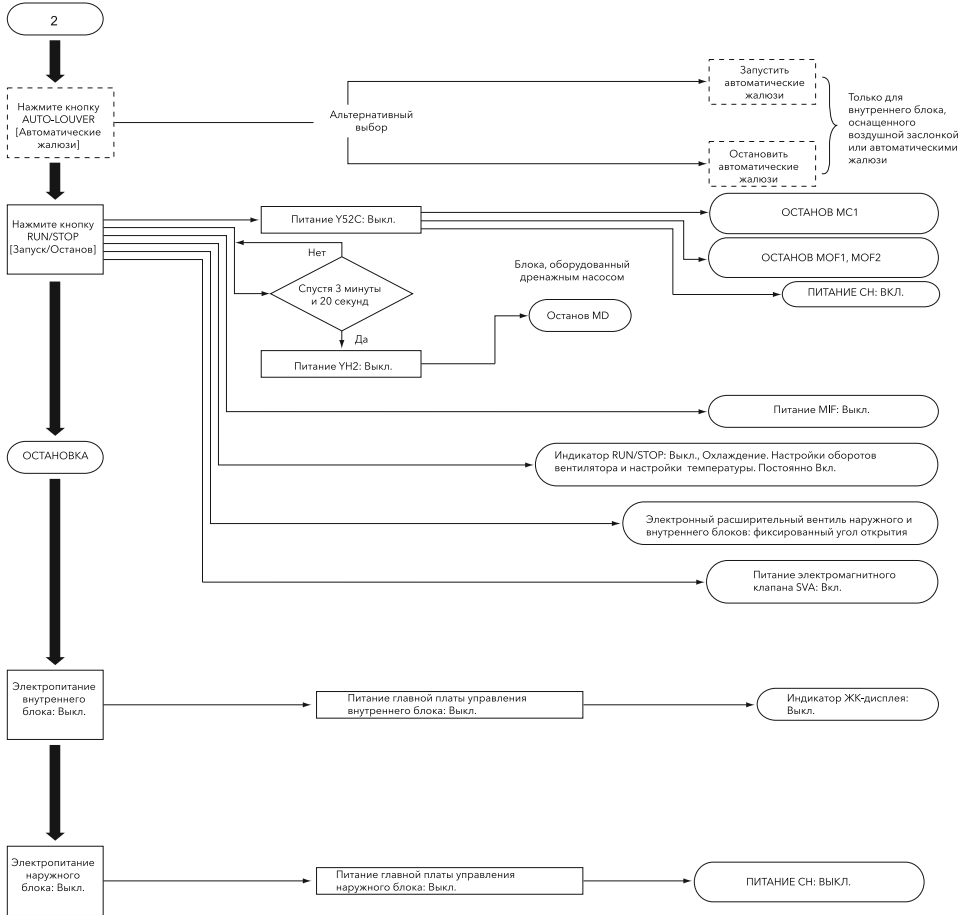 2
Нажмите кнопку
AUTO-LOUVER
[Автоматические
жалюзи]
Альтернативный
выбор
Запустить
автоматические
жалюзи
Остановить
автоматические
жалюзи
Только для
внутреннего блока,
оснащенного
воздушной заслонкой
или автоматическими
жалюзи
Нажмите кнопку
RUN/STOP
[Запуск/Останов]
Питание Y52C: Выкл.
ОСТАНОВ MC1
ОСТАНОВ MOF1, MOF2
ПИТАНИЕ CH: ВКЛ.
Нет
Спустя 3 минуты
и 20 секунд
Да
Питание YH2: Выкл.
Блока, оборудованный
дренажным насосом
Останов MD
Питание MIF: Выкл.
ОСТАНОВКА
Индикатор RUN/STOP: Выкл., Охлаждение. Настройки оборотов
вентилятора и настройки температуры. Постоянно Вкл.
Электронный расширительный вентиль наружного и
внутреннего блоков: фиксированный угол открытия
Питание электромагнитного
клапана SVA: Вкл.
Электропитание
внутреннего
блока: Выкл.
Питание главной платы управления
внутреннего блока: Выкл.
Индикатор ЖК-дисплея:
Выкл.
Электропитание
наружного
блока: Выкл.
Питание главной платы управления
наружного блока: Выкл.
ПИТАНИЕ CH: ВЫКЛ.